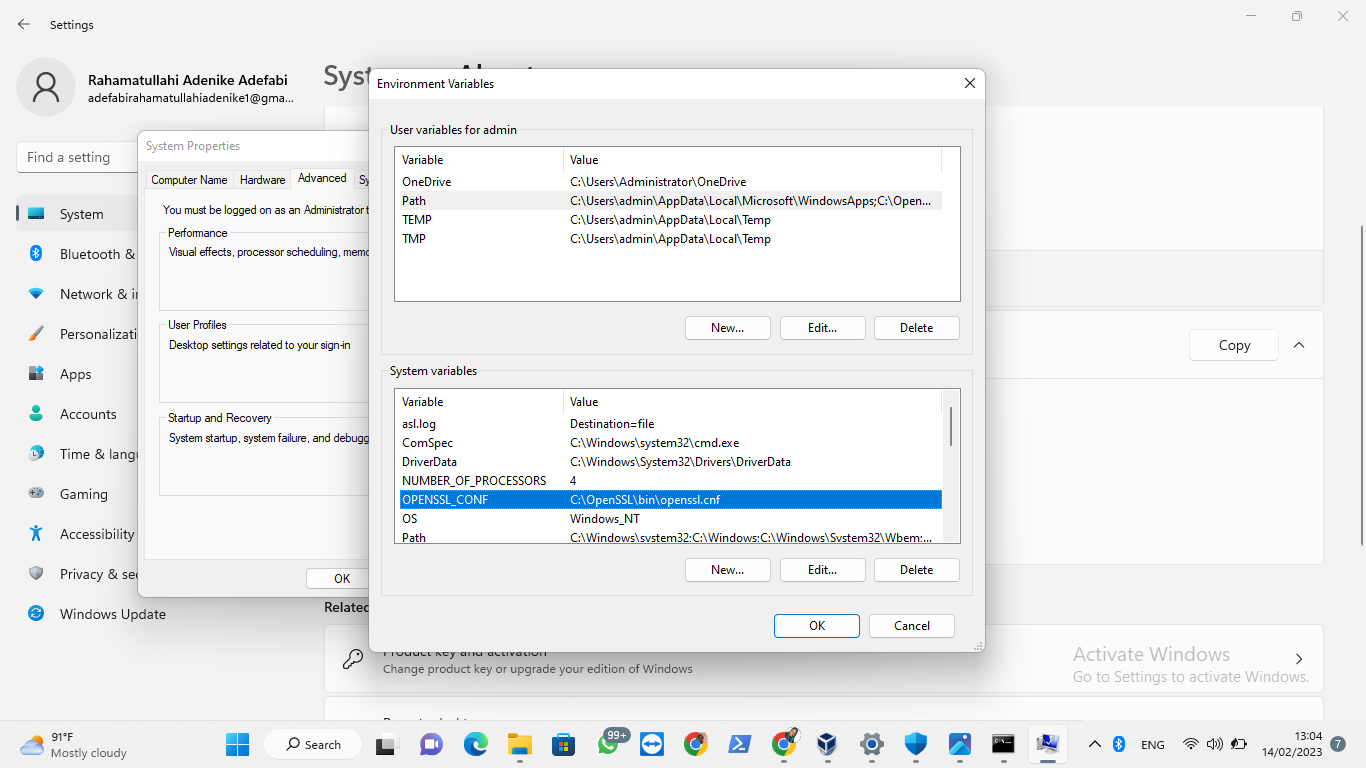 Settings
Rahamatullahi Adenike Adefabi
adefabirahamatullahiadenike1@gma...
Find a setting
System
Bluetooth &
Network & in
Personalizati
Apps
Accounts
Time & langu
Gaming
Accessibility
Privacy & sec
Windows Update
Syst
System Properties
Computer Name
Hardware
Advanced
Sy
You must be logged on as an Administrator t
Performance
Visual effects, processor scheduling, memo
User Profiles
Desktop settings related to your sign-in
Startup and Recovery
System startup, system failure, and debugg
OK
Environment Variables
User variables for admin
Variable Value
OneDrive C:\Users\Administrator\OneDrive
Path C:\Users\admin\AppData\Local\Microsoft\WindowsApps;C:\Open...
TEMP C:\Users\admin\AppData\Local\Temp
TMP C:\Users\admin\AppData\Local\Temp
New... Edit... Delete
System variables
Variable Value
asl.log Destination=file
ComSpec C:\Windows\system32\cmd.exe
DriverData C:\Windows\System32\Drivers\DriverData
NUMBER_OF_PROCESSORS 4
OPENSSL_CONF C:\OpenSSL\bin\openssl.cnf
OS Windows_NT
Path C:\Windows\system32;C:\Windows;C:\Windows\System32\Wbem;...
New... Edit... Delete
OK Cancel
Copy
Related
Product key and activation
Change product key or upgrade your edition of Windows
Activate Windows
Go to Settings to activate Windows.
91°F
Mostly cloudy
Search
99+
ENG
13:04
14/02/2023
7